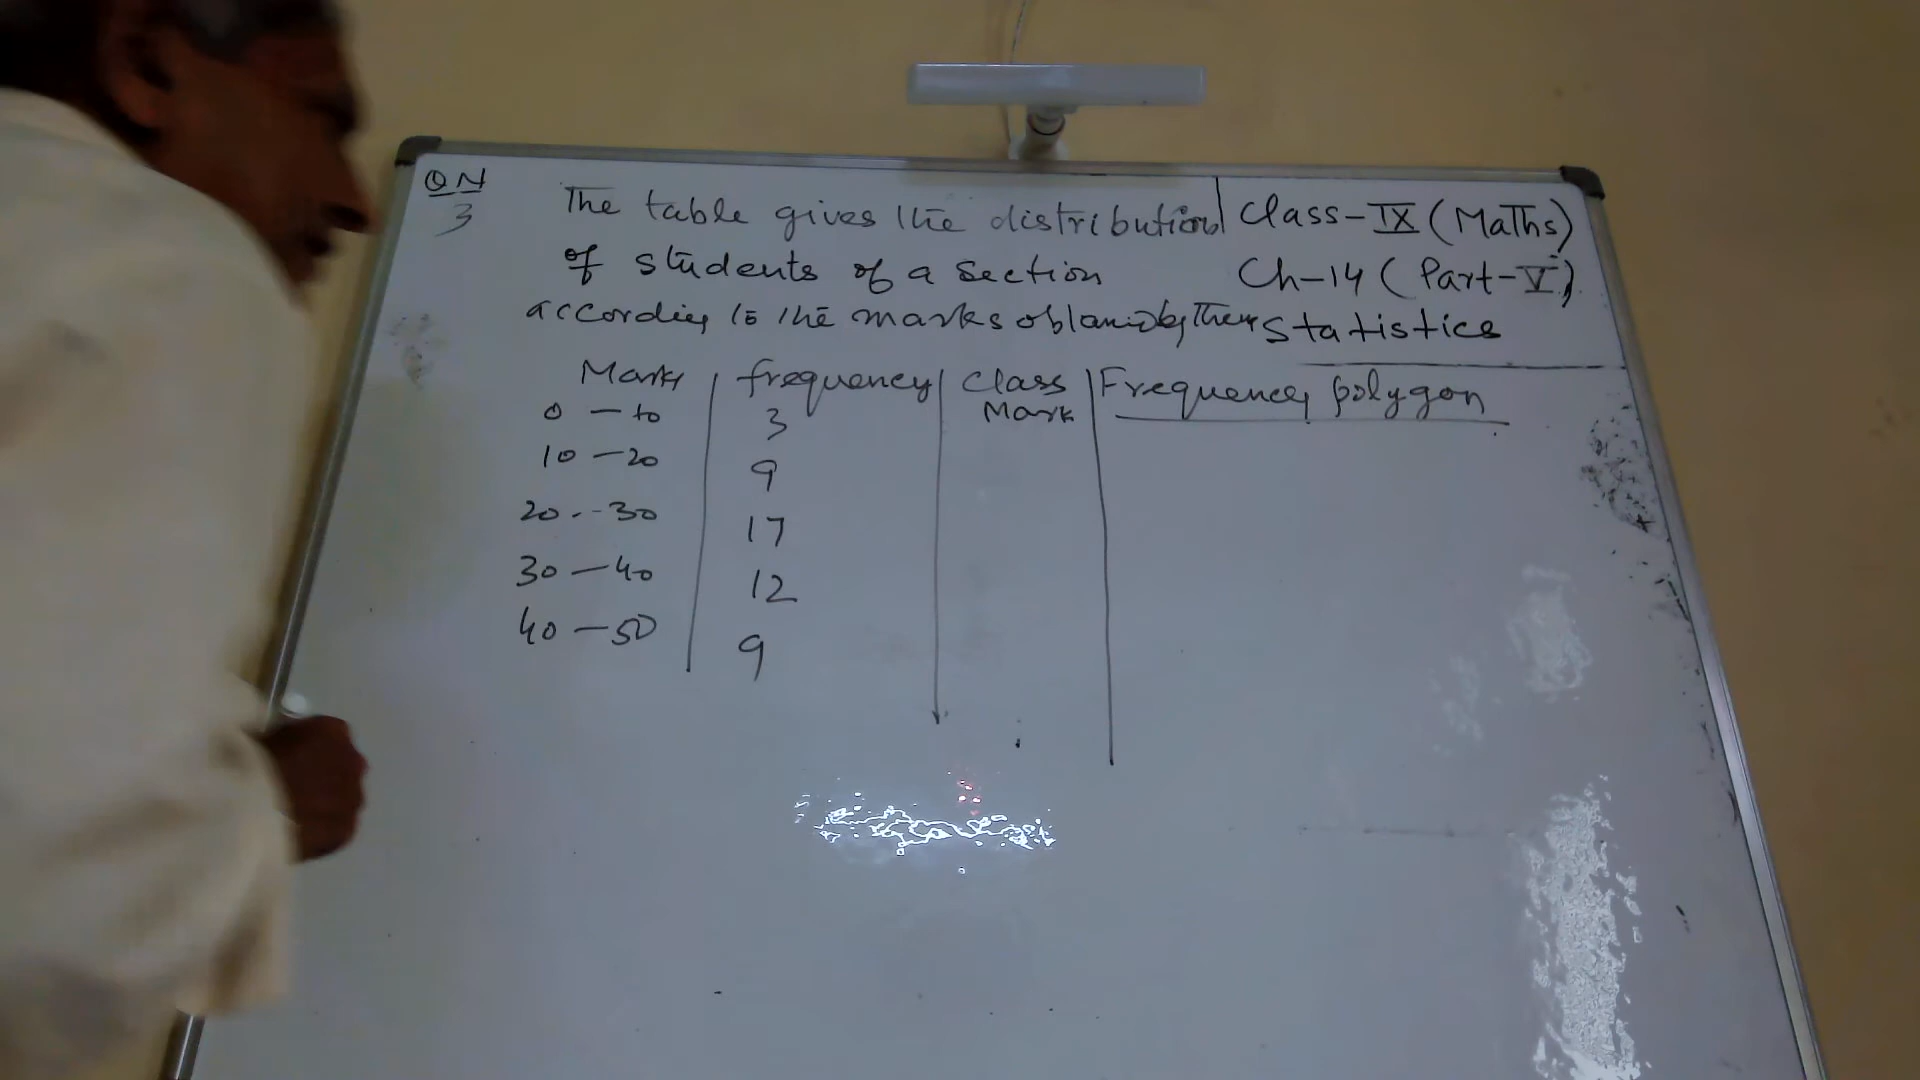 QN
3
The table gives the distribution
of students of a section
according to the marks obtained by them
Class-IX (Maths)
Ch-14 (Part-V)
Statistics
Marks frequency Class Mark Frequency polygon
0 - 10 3
10 - 20 9
20 - 30 17
30 - 40 12
40 - 50 9